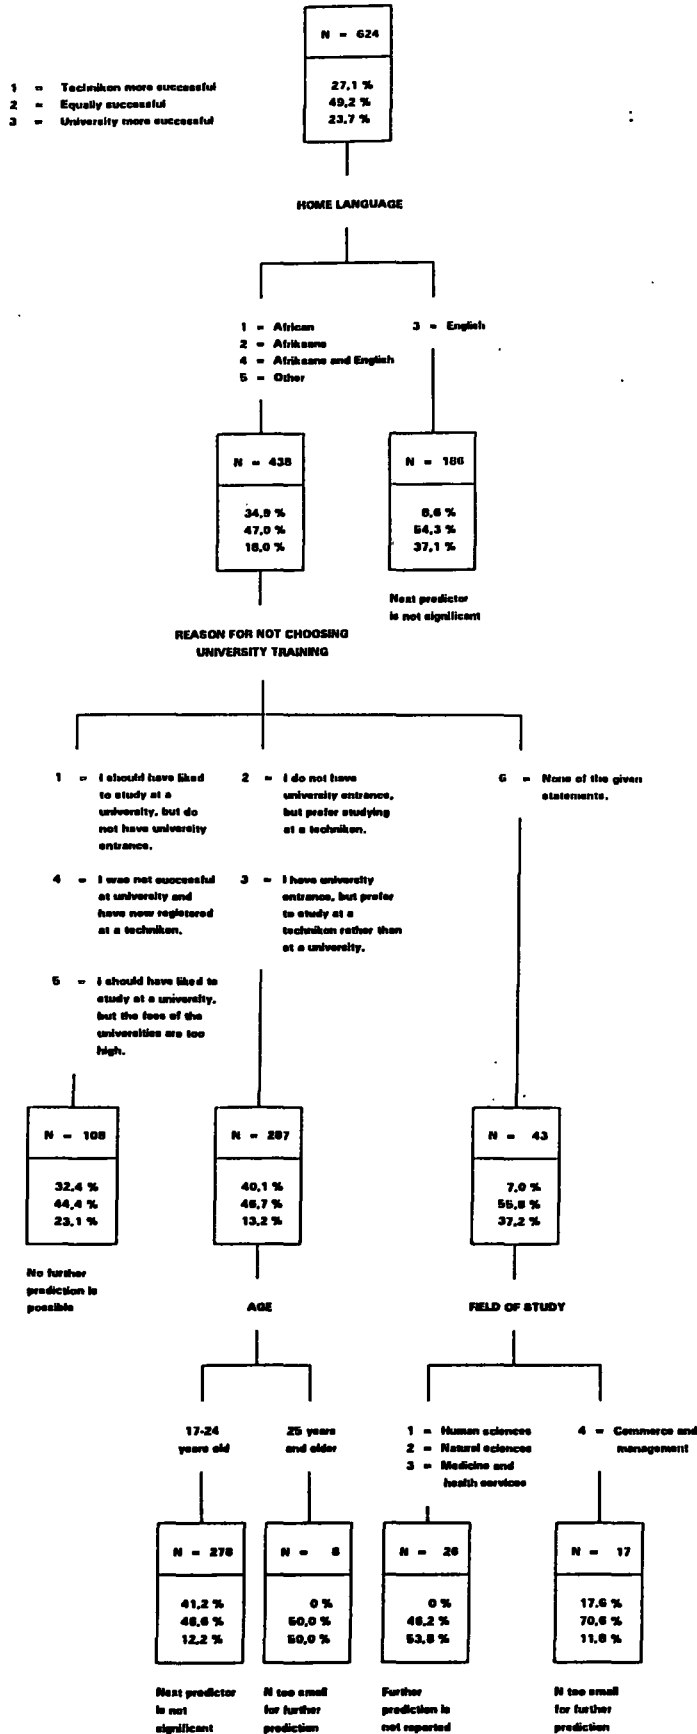 N = 624
1 = Technikon more successful
2 = Equally successful
3 = University more successful
27,1 %
49,2 %
23,7 %
HOME LANGUAGE
1 = African
2 = Afrikaans
4 = Afrikaans and English
5 = Other
3 = English
N = 438
34,9 %
47,0 %
18,0 %
N = 186
8,6 %
54,3 %
37,1 %
Next predictor
is not significant
REASON FOR NOT CHOOSING
UNIVERSITY TRAINING
1 = I should have liked
to study at a
university, but do
not have university
entrance.
4 = I was not successful
at university and
have now registered
at a technikon.
5 = I should have liked to
study at a university,
but the fees of the
universities are too
high.
2 = I do not have
university entrance,
but prefer studying
at a technikon.
3 = I have university
entrance, but prefer
to study at a
technikon rather than
at a university.
6 = None of the given
statements.
N = 108
32,4 %
44,4 %
23,1 %
No further
prediction is
possible
N = 287
40,1 %
46,7 %
13,2 %
N = 43
7,0 %
55,8 %
37,2 %
AGE
FIELD OF STUDY
17-24
years old
25 years
and older
1 = Human sciences
2 = Natural sciences
3 = Medicine and
health services
4 = Commerce and
management
N = 278
41,2 %
46,6 %
12,2 %
Next predictor
is not
significant
N =
0 %
50,0 %
50,0 %
N too small
for further
prediction
N = 26
0 %
46,2 %
53,8 %
Further
prediction is
not reported
N = 17
17,6 %
70,6 %
11,8 %
N too small
for further
prediction